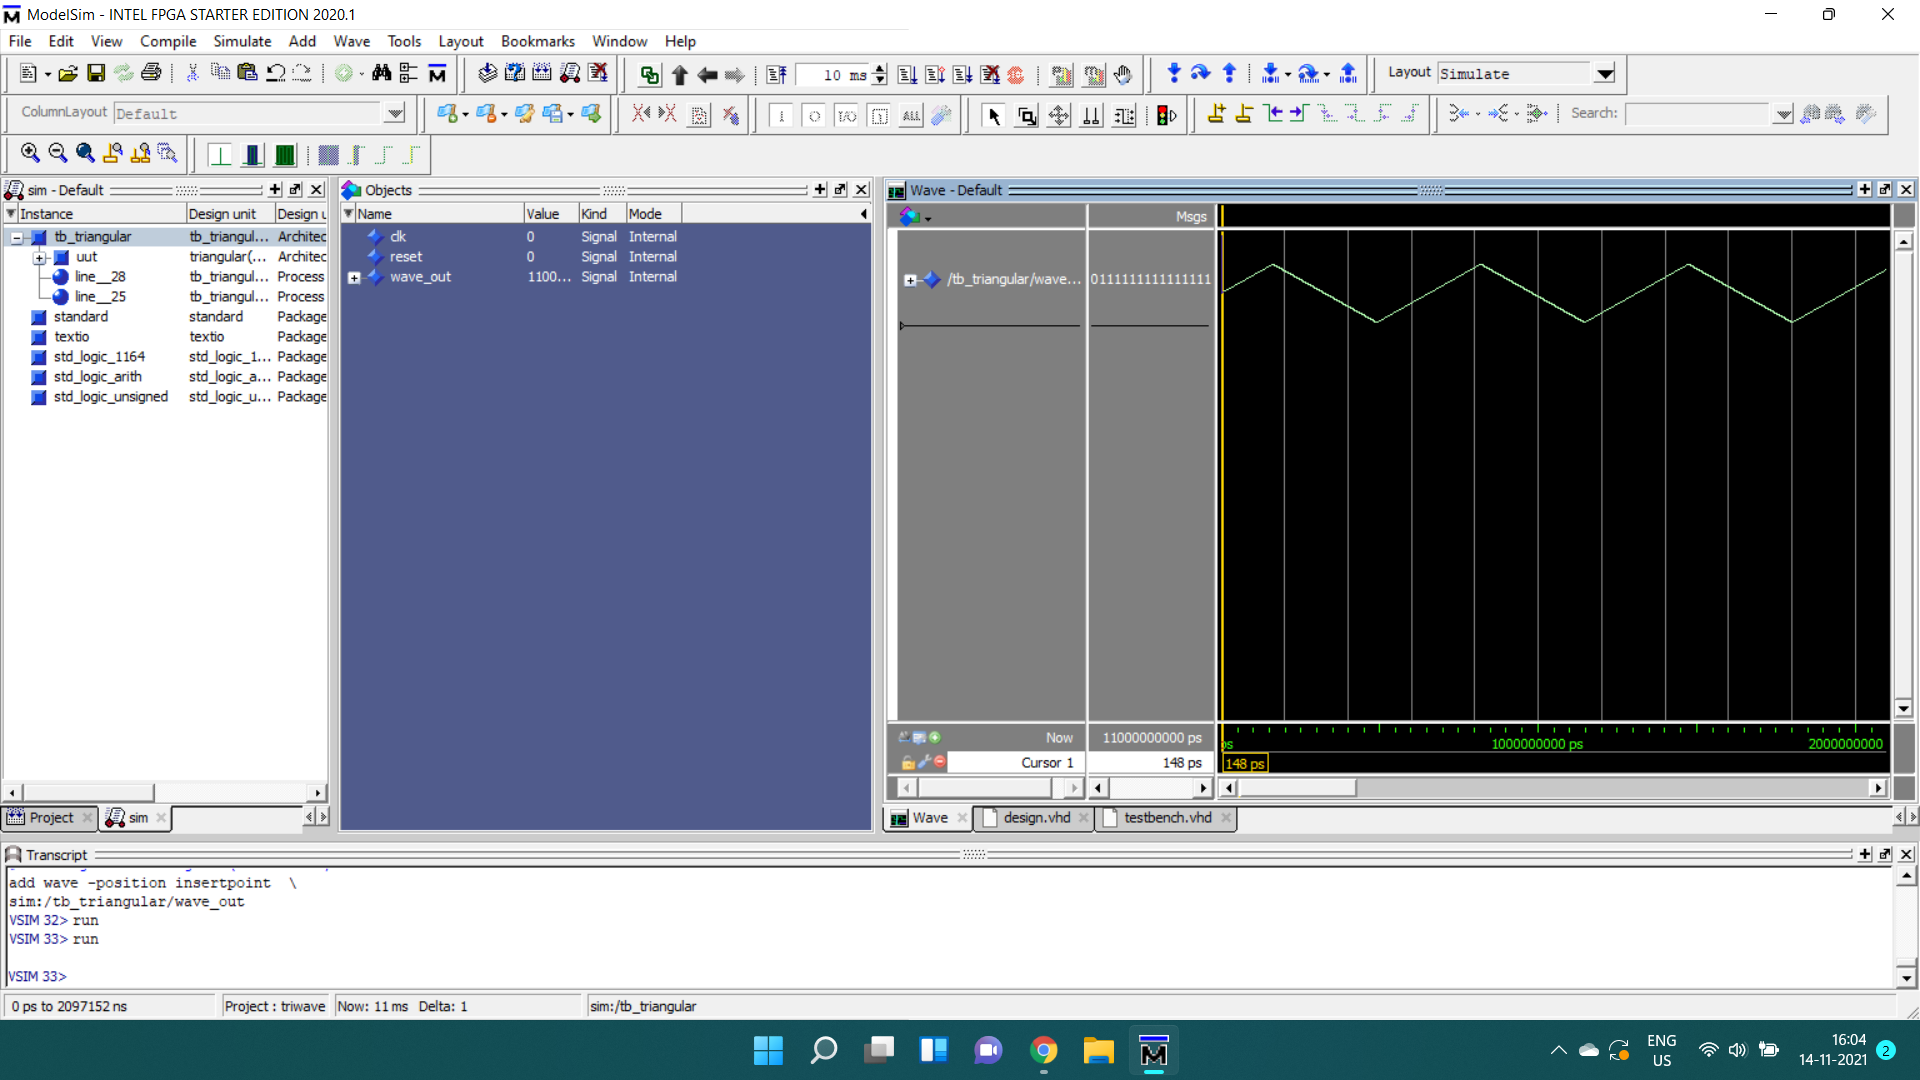 ModelSim - INTEL FPGA STARTER EDITION 2020.1
File Edit View Compile Simulate Add Wave Tools Layout Bookmarks Window Help
10 ms
Layout Simulate
ColumnLayout Default
Search:
sim - Default
Instance Design unit Design u
tb_triangular tb_triangul... Architec
uut triangular(... Architec
line__28 tb_triangul... Process
line__25 tb_triangul... Process
standard standard Package
textio textio Package
std_logic_1164 std_logic_1... Package
std_logic_arith std_logic_a... Package
std_logic_unsigned std_logic_u... Package
Project sim
Objects
Name Value Kind Mode
clk 0 Signal Internal
reset 0 Signal Internal
wave_out 1100... Signal Internal
Wave - Default
Msgs
/tb_triangular/wave... 0111111111111111
Now 11000000000 ps
ps 1000000000 ps 2000000000
Cursor 1 148 ps
148 ps
Wave design.vhd testbench.vhd
Transcript
add wave -position insertpoint \
sim:/tb_triangular/wave_out
VSIM 32> run
VSIM 33> run
VSIM 33>
0 ps to 2097152 ns Project : triwave Now: 11 ms Delta: 1 sim:/tb_triangular
ENG
US
16:04
14-11-2021
2